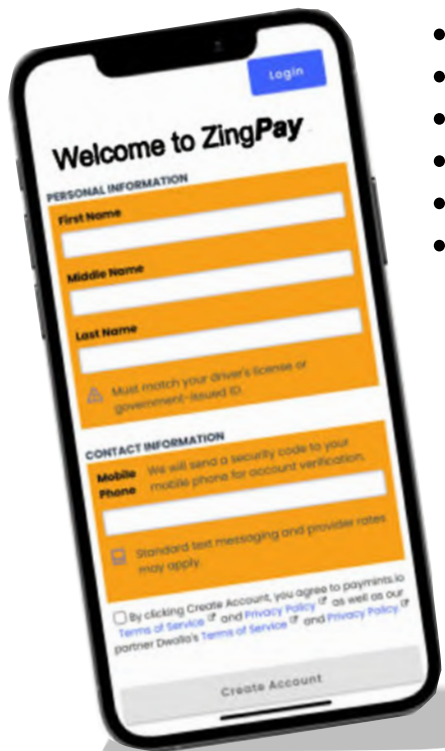 Login
Welcome to ZingPay
PERSONAL INFORMATION
First Name
Middle Name
Last Name
Must match your driver's license or
government-issued ID.
CONTACT INFORMATION
Mobile Phone
We will send a security code to your
mobile phone for account verification.
Standard text messaging and provider rates
may apply.
By clicking Create Account, you agree to paymints.io
Terms of Service and Privacy Policy as well as our
partner Dwolla's Terms of Service and Privacy Policy
Create Account